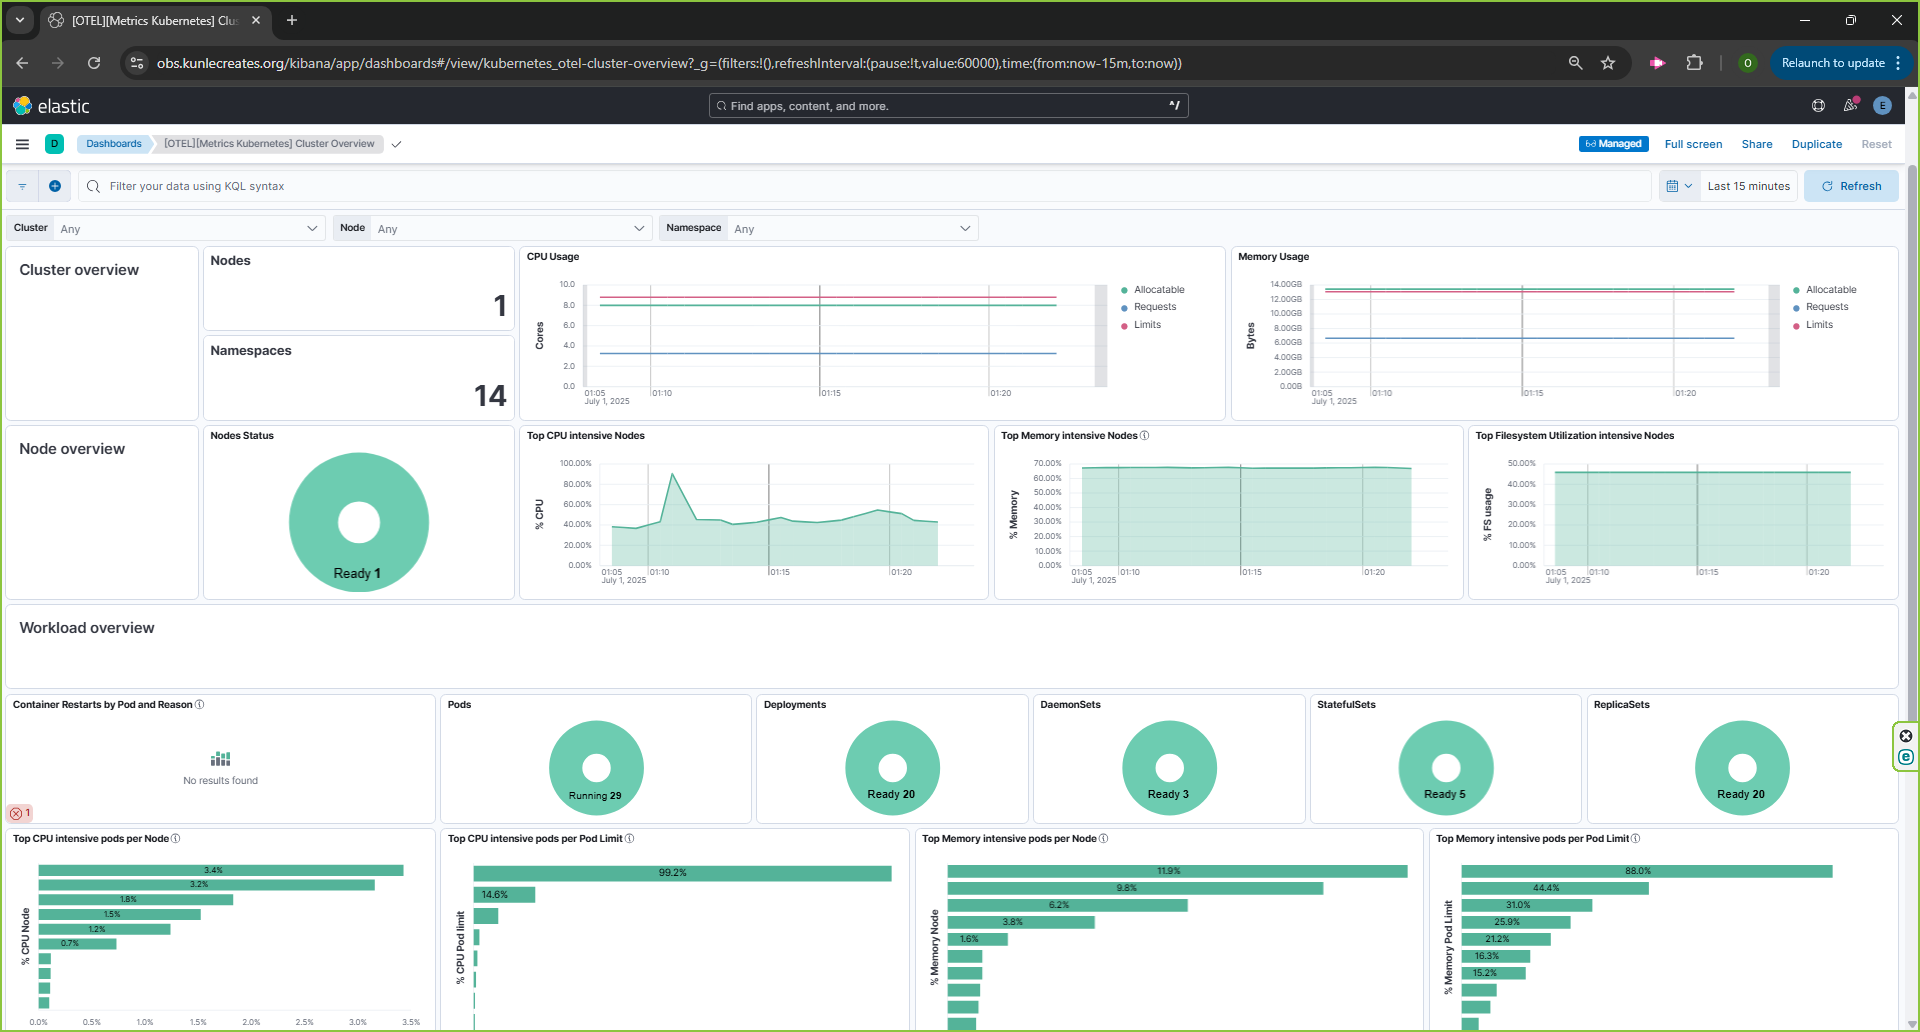 [OTEL][Metrics Kubernetes] Clu
obs.kunlecreates.org/kibana/app/dashboards#/view/kubernetes_otel-cluster-overview?_g=(filters:!(),refreshInterval:(pause:!t,value:60000),time:(from:now-15m,to:now))
O
Relaunch to update
elastic
Find apps, content, and more.
^/
E
D
Dashboards
[OTEL][Metrics Kubernetes] Cluster Overview
Managed
Full screen
Share
Duplicate
Reset
Filter your data using KQL syntax
Last 15 minutes
Refresh
Cluster Any
Node Any
Namespace Any
Cluster overview
Nodes
1
Namespaces
14
CPU Usage
Cores
10.0
8.0
6.0
4.0
2.0
0.0
01:05 01:10 01:15 01:20
July 1, 2025
Allocatable
Requests
Limits
Memory Usage
Bytes
14.00GB
12.00GB
10.00GB
8.00GB
6.00GB
4.00GB
2.00GB
0.00B
01:05 01:10 01:15 01:20
July 1, 2025
Allocatable
Requests
Limits
Node overview
Nodes Status
Ready 1
Top CPU intensive Nodes
% CPU
100.00%
80.00%
60.00%
40.00%
20.00%
0.00%
01:05 01:10 01:15 01:20
July 1, 2025
Top Memory intensive Nodes
% Memory
70.00%
60.00%
50.00%
40.00%
30.00%
20.00%
10.00%
0.00%
01:05 01:10 01:15 01:20
July 1, 2025
Top Filesystem Utilization intensive Nodes
% FS usage
50.00%
40.00%
30.00%
20.00%
10.00%
0.00%
01:05 01:10 01:15 01:20
July 1, 2025
Workload overview
Container Restarts by Pod and Reason
No results found
1
Pods
Running 29
Deployments
Ready 20
DaemonSets
Ready 3
StatefulSets
Ready 5
ReplicaSets
Ready 20
Top CPU intensive pods per Node
% CPU Node
3.4%
3.2%
1.8%
1.5%
1.2%
0.7%
0.0% 0.5% 1.0% 1.5% 2.0% 2.5% 3.0% 3.5%
Top CPU intensive pods per Pod Limit
% CPU Pod limit
99.2%
14.6%
Top Memory intensive pods per Node
% Memory Node
11.9%
9.8%
6.2%
3.8%
1.6%
Top Memory intensive pods per Pod Limit
% Memory Pod Limit
88.0%
44.4%
31.0%
25.9%
21.2%
16.3%
15.2%